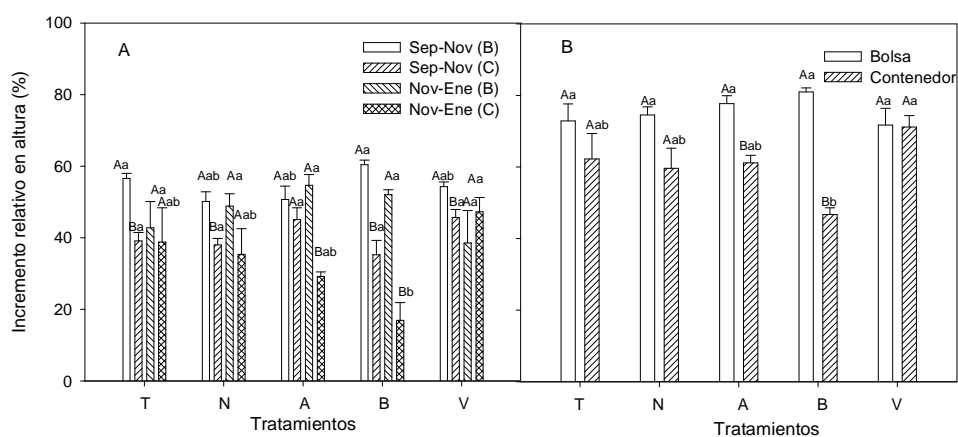 Incremento relativo en altura (%)
100
80
60
40
20
0
A
Sep-Nov (B)
Sep-Nov (C)
Nov-Ene (B)
Nov-Ene (C)
Aa
Ba
Aa
Aab
Aab
Ba
Aa
Aab
Aab
Aa
Aa
Bab
Aa
Ba
Aa
Bb
Aab
Ba
Aa
Aa
T N A B V
Tratamientos
B
Bolsa
Contenedor
Aa
Aab
Aa
Aab
Aa
Bab
Aa
Bb
Aa
Aa
T N A B V
Tratamientos